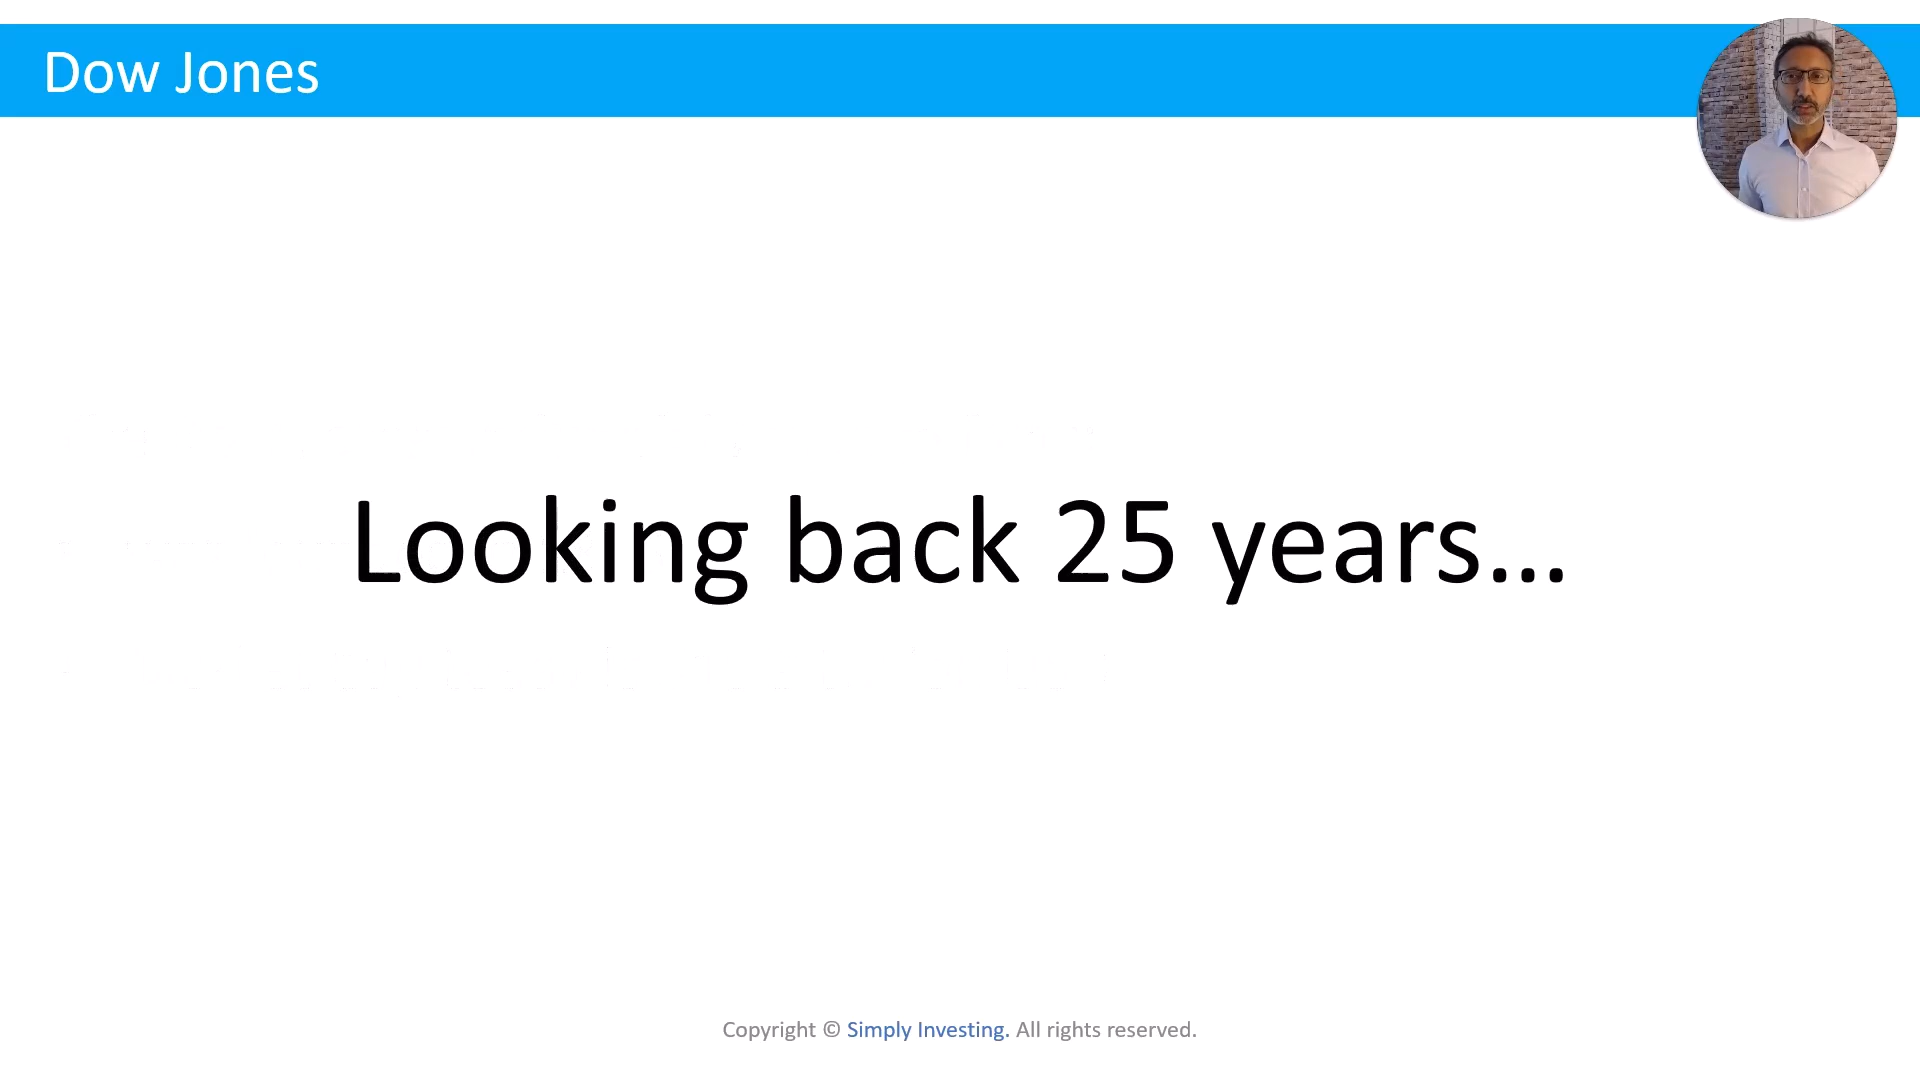 Dow Jones
Looking back 25 years...
Copyright © Simply Investing. All rights reserved.